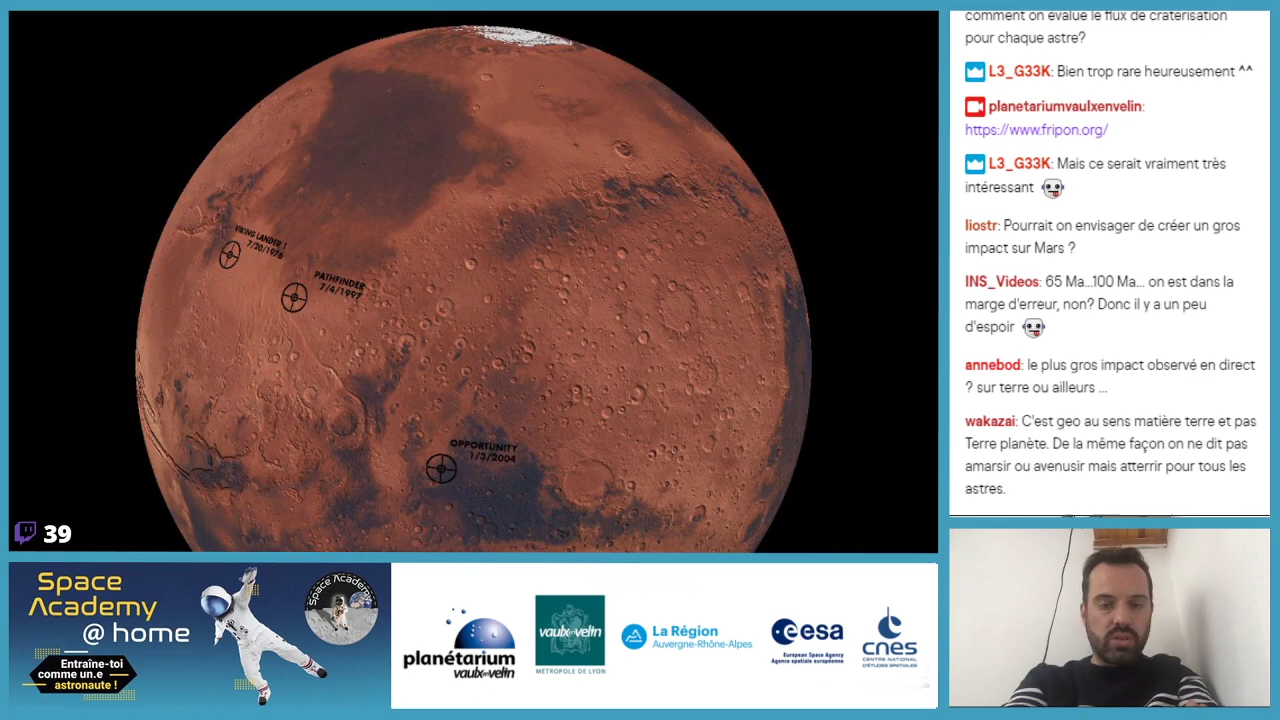 VIKING LANDER 1
7/20/1976
PATHFINDER
7/4/1997
OPPORTUNITY
1/3/2004
39
comment on évalue le flux de cratérisation
pour chaque astre?
L3_G33K: Bien trop rare heureusement ^^
planetariumvaulxenvelin:
https://www.fripon.org/
L3_G33K: Mais ce serait vraiment très
intéressant
liostr: Pourrait on envisager de créer un gros
impact sur Mars ?
INS_Videos: 65 Ma...100 Ma... on est dans la
marge d'erreur, non? Donc il y a un peu
d'espoir
annebod: le plus gros impact observé en direct
? sur terre ou ailleurs ...
wakazai: C'est geo au sens matière terre et pas
Terre planète. De la même façon on ne dit pas
amarsir ou avenusir mais atterrir pour tous les
astres.
Space
Academy
@ home
Entraîne-toi
comme un.e
astronaute !
Space Academy
planétarium
vaulxenvelin
vaulxenvelin
MÉTROPOLE DE LYON
La Région
Auvergne-Rhône-Alpes
esa
European Space Agency
Agence spatiale européenne
cnes
CENTRE NATIONAL
D'ÉTUDES SPATIALES